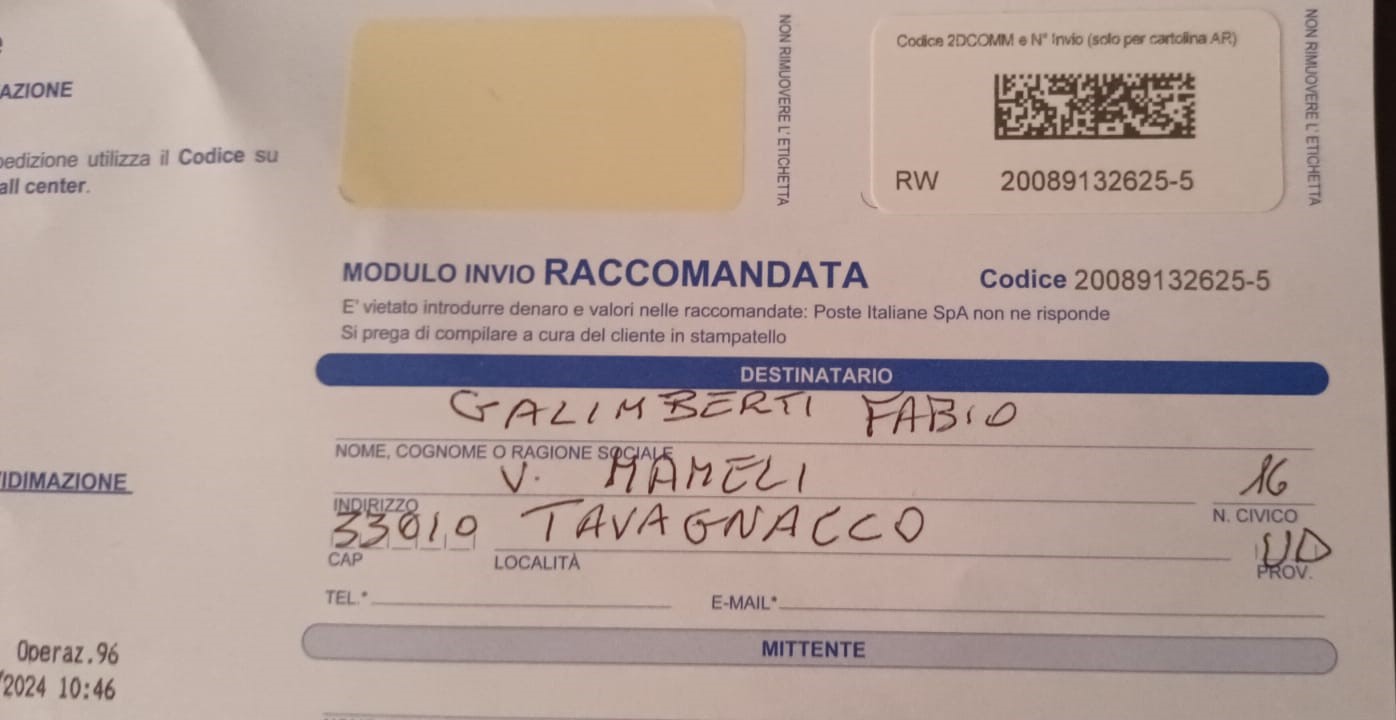 AZIONE
pedizione utilizza il Codice su
all center.
NON RIMUOVERE L'ETICHETTA
Codice 2DCOMM e N° Invio (solo per cartolina AR)
RW 20089132625-5
NON RIMUOVERE L'ETICHETTA
MODULO INVIO RACCOMANDATA Codice 20089132625-5
E' vietato introdurre denaro e valori nelle raccomandate: Poste Italiane SpA non ne risponde
Si prega di compilare a cura del cliente in stampatello
DESTINATARIO
GALIMBERTI FABIO
NOME, COGNOME O RAGIONE SOCIALE
V. MAMELI 16
INDIRIZZO N. CIVICO
33010 TAVAGNACCO UD
CAP LOCALITÀ PROV.
TEL.* E-MAIL*
MITTENTE
IDIMAZIONE
Operaz.96
/2024 10:46